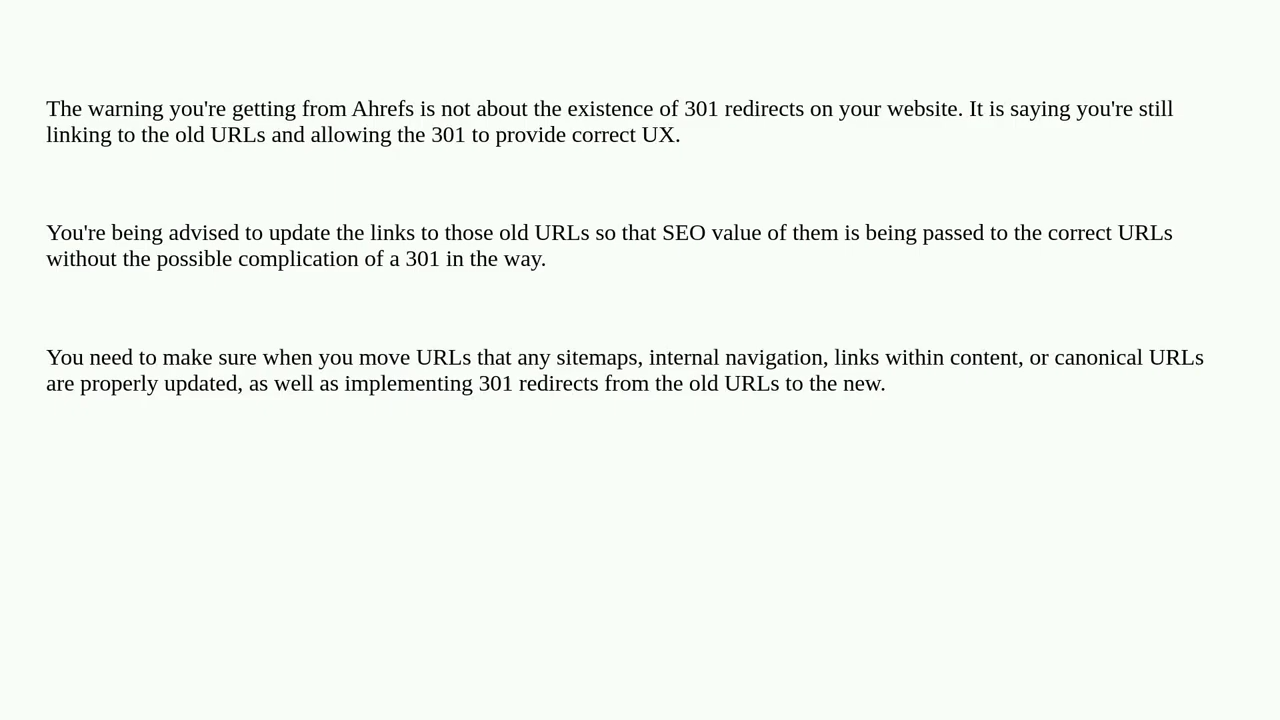 The warning you're getting from Ahrefs is not about the existence of 301 redirects on your website. It is saying you're still
linking to the old URLs and allowing the 301 to provide correct UX.
You're being advised to update the links to those old URLs so that SEO value of them is being passed to the correct URLs
without the possible complication of a 301 in the way.
You need to make sure when you move URLs that any sitemaps, internal navigation, links within content, or canonical URLs
are properly updated, as well as implementing 301 redirects from the old URLs to the new.